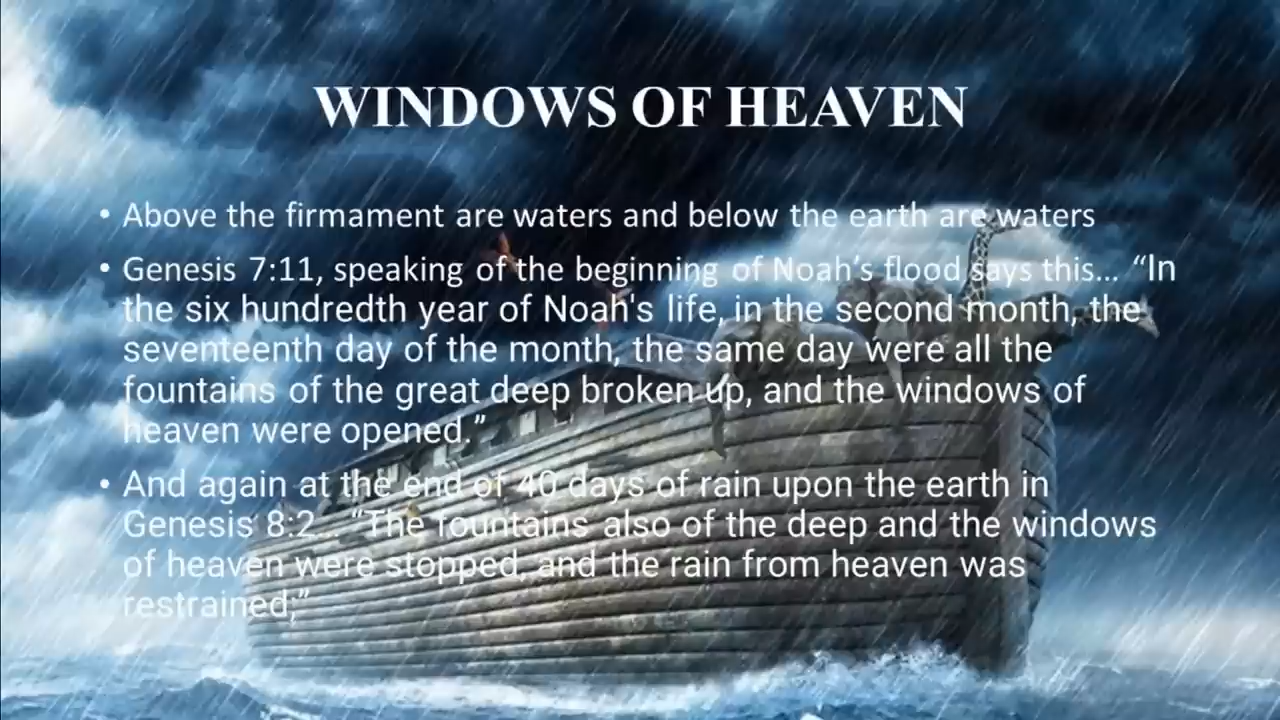 WINDOWS OF HEAVEN
• Above the firmament are waters and below the earth are waters
• Genesis 7:11, speaking of the beginning of Noah’s flood says this... “In
the six hundredth year of Noah's life, in the second month, the
seventeenth day of the month, the same day were all the
fountains of the great deep broken up, and the windows of
heaven were opened.”
• And again at the end of 40 days of rain upon the earth in
Genesis 8:2... “The fountains also of the deep and the windows
of heaven were stopped, and the rain from heaven was
restrained;”